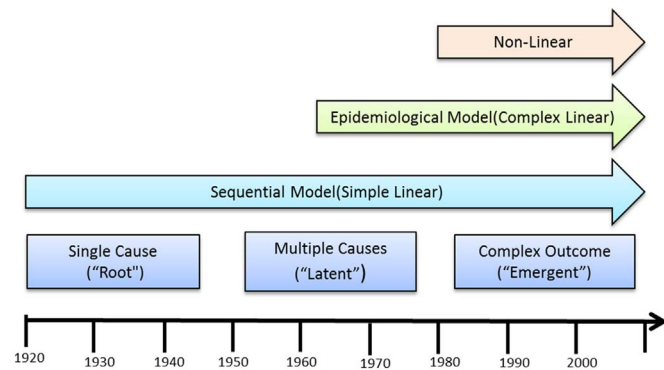 Non-Linear
Epidemiological Model(Complex Linear)
Sequential Model(Simple Linear)
Single Cause
(“Root")
Multiple Causes
(“Latent”)
Complex Outcome
(“Emergent”)
1920 1930 1940 1950 1960 1970 1980 1990 2000